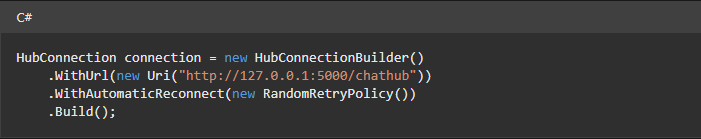 C#
HubConnection connection = new HubConnectionBuilder()
    .WithUrl(new Uri("http://127.0.0.1:5000/chathub"))
    .WithAutomaticReconnect(new RandomRetryPolicy())
    .Build();